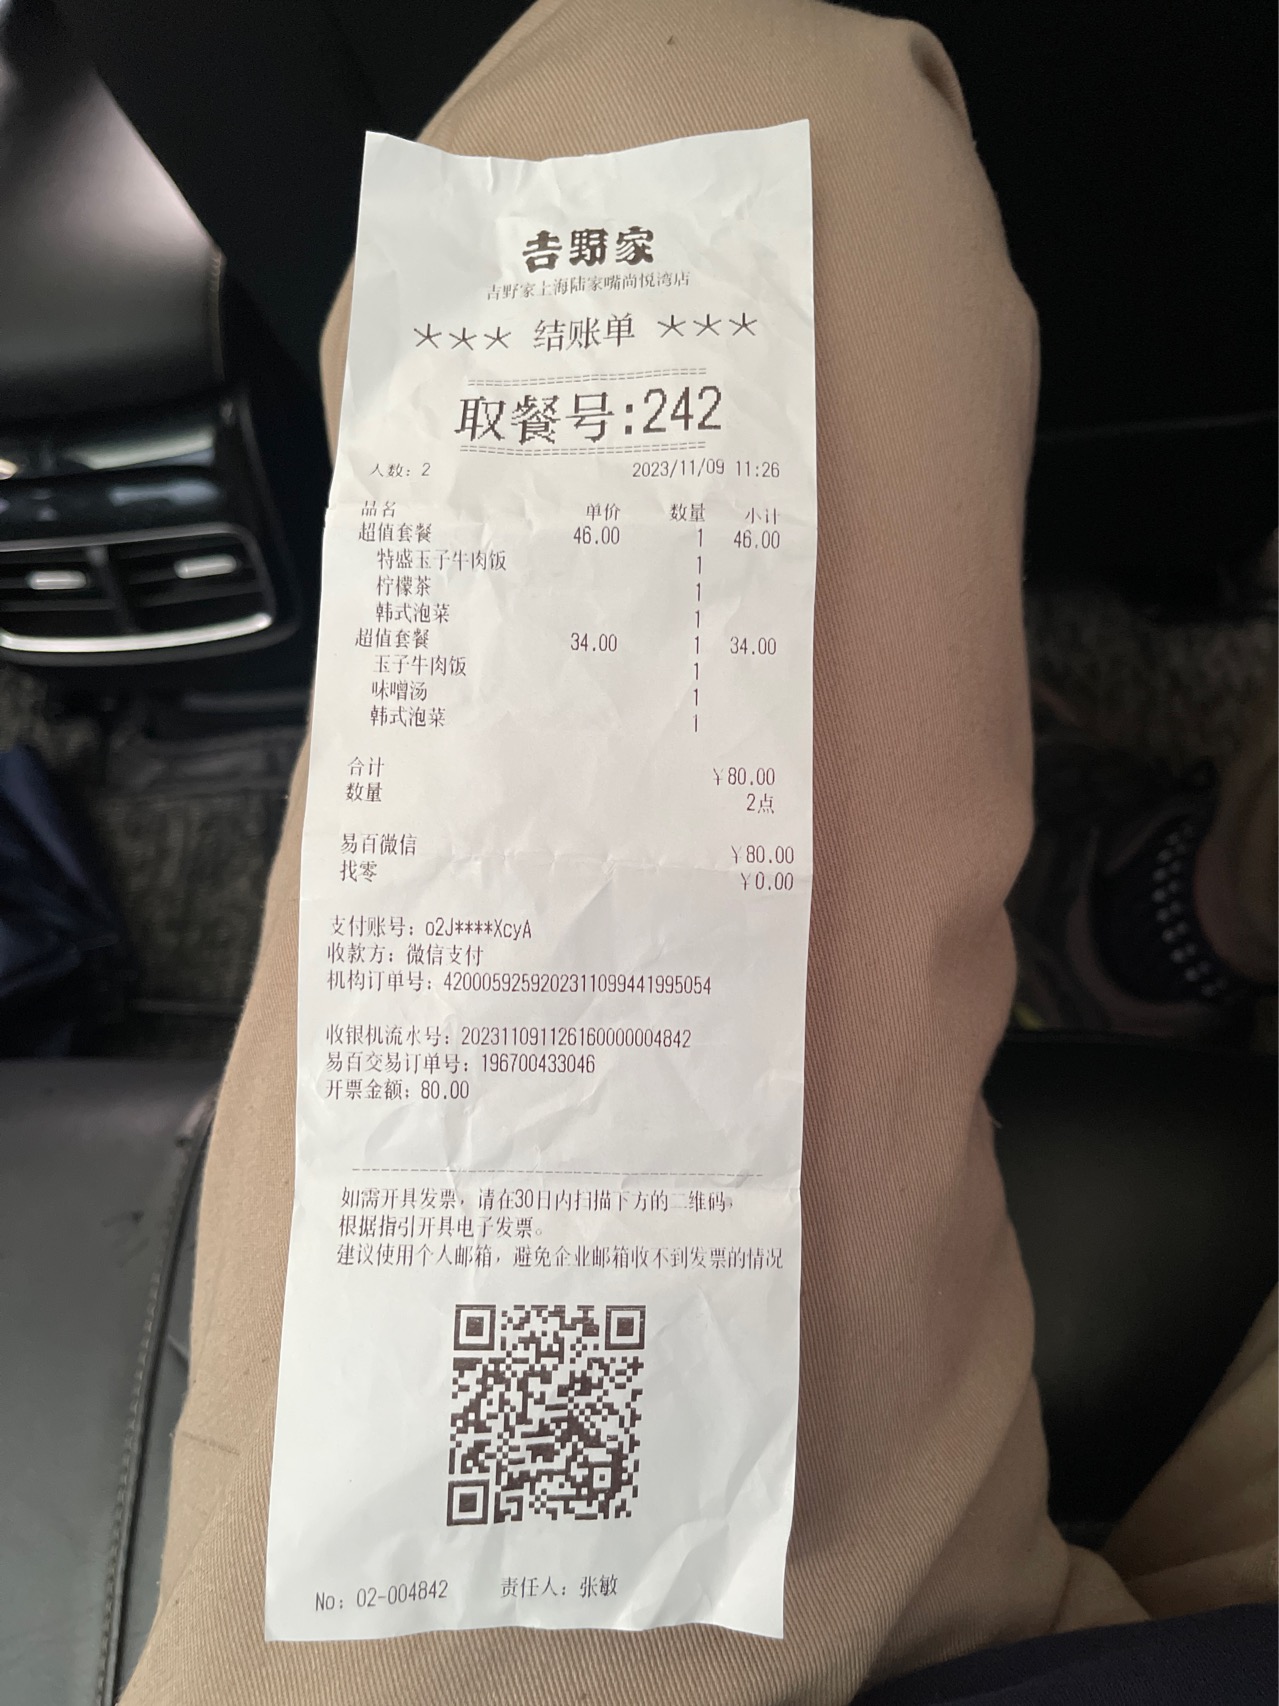 吉野家
吉野家上海陆家嘴尚悦湾店
*** 结账单 ***
取餐号:242
人数: 2 2023/11/09 11:26
品名 单价 数量 小计
超值套餐 46.00 1 46.00
特盛玉子牛肉饭 1
柠檬茶 1
韩式泡菜 1
超值套餐 34.00 1 34.00
玉子牛肉饭 1
味噌汤 1
韩式泡菜 1
合计 ¥80.00
数量 2点
易百微信 ¥80.00
找零 ¥0.00
支付账号: o2J****XcyA
收款方: 微信支付
机构订单号: 4200059259202311099441995054
收银机流水号: 2023110911261600000​04842
易百交易订单号: 196700433046
开票金额: 80.00
如需开具发票, 请在30日内扫描下方的二维码,
根据指引开具电子发票。
建议使用个人邮箱, 避免企业邮箱收不到发票的情况
No: 02-004842 责任人: 张敏